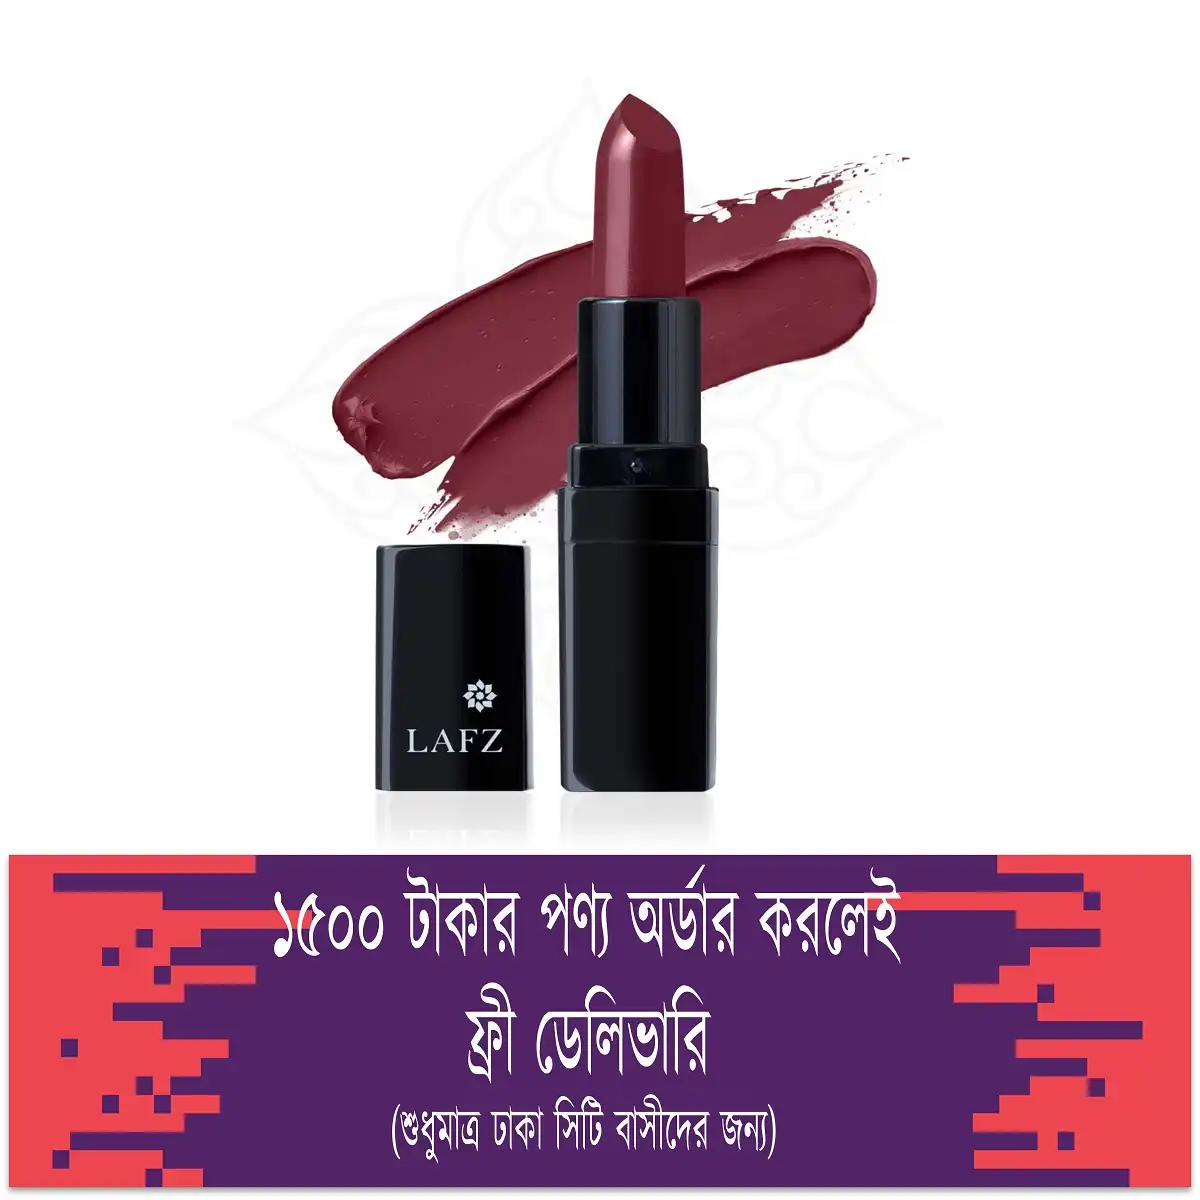 LAFZ
১৫০০ টাকার পণ্য অর্ডার করলেই
ফ্রী ডেলিভারি
(শুধুমাত্র ঢাকা সিটি বাসীদের জন্য)